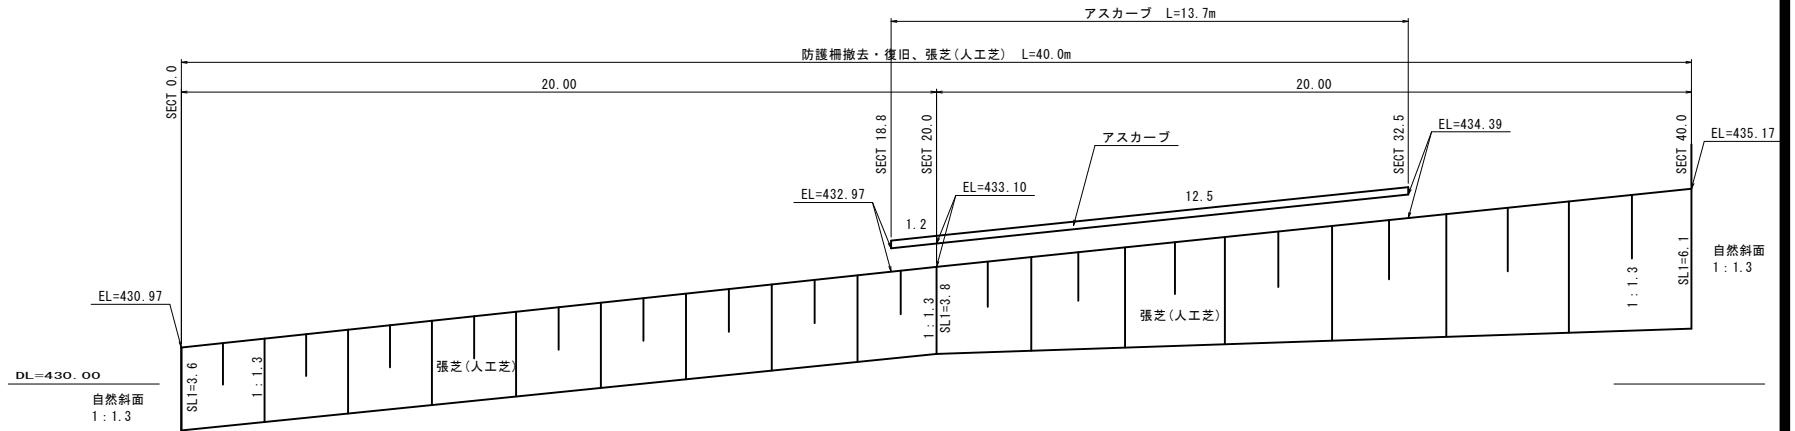 アスカーブ L=13.7m
防護柵撤去・復旧、張芝(人工芝) L=40.0m
20.00
20.00
SECT 0.0
SECT 18.8
SECT 20.0
SECT 32.5
SECT 40.0
EL=434.39
EL=435.17
アスカーブ
EL=432.97
EL=433.10
12.5
1.2
EL=430.97
自然斜面
1:1.3
SL1=6.1
1:1.3
張芝(人工芝)
SL1=3.8
1:1.3
張芝(人工芝)
1:1.3
SL1=3.6
DL=430.00
自然斜面
1:1.3